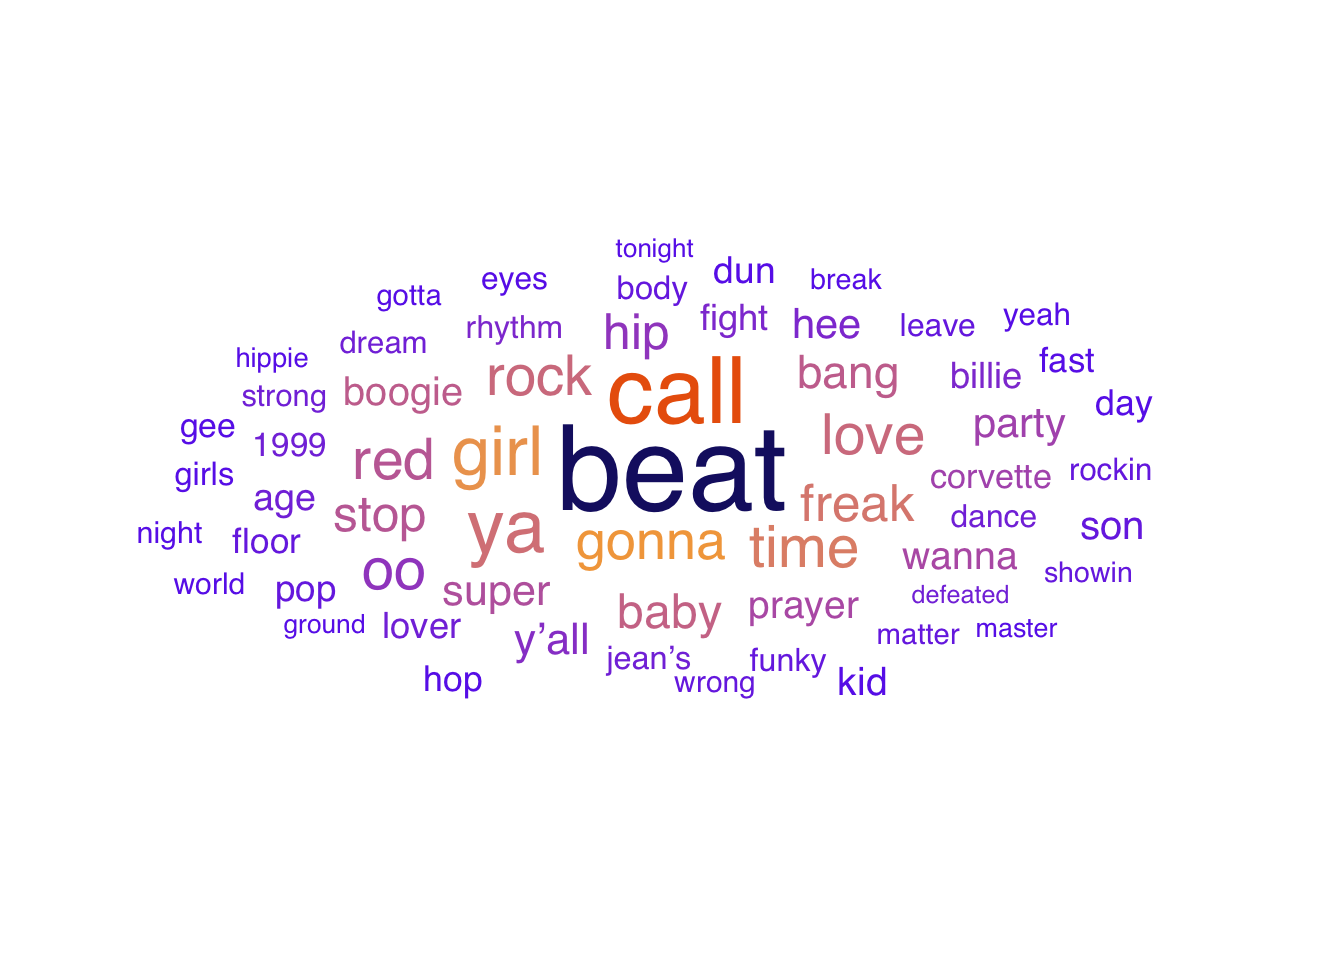 tonight
eyes
dun
break
gotta
body
yeah
rhythm
hip
fight
hee
leave
dream
hippie
rock
call
bang
billie
fast
strong
boogie
day
gee
1999
red
girl
beat
love
party
girls
age
corvette
rockin
night
floor
stop
ya
gonna
time
freak
dance
son
world
pop
oo
super
wanna
showin
ground
lover
y’all
baby
prayer
defeated
matter
master
hop
jean’s
wrong
funky
kid